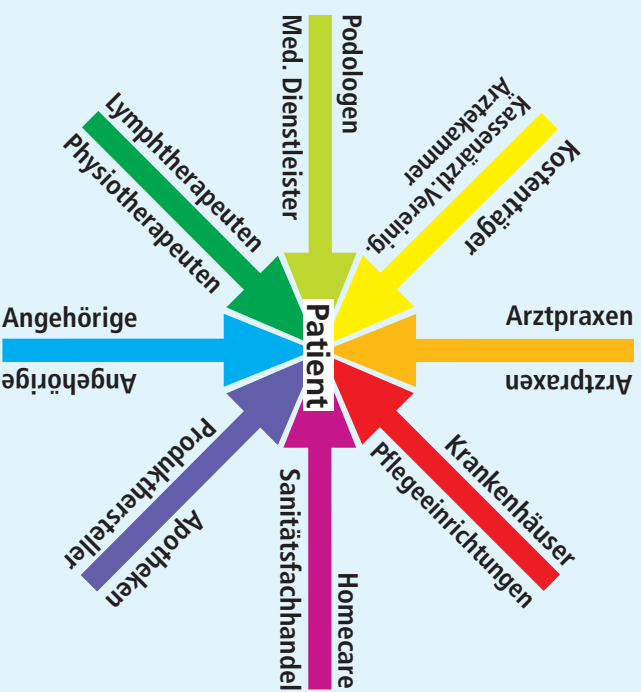 Podologen
Med. Dienstleister
Kassenärztl.Vereinig.
Ärztekammer
Kostenträger
Arztpraxen
Arztpraxen
Krankenhäuser
Pflegeeinrichtungen
Homecare
Sanitätsfachhandel
Produkthersteller
Apotheken
Angehörige
Angehörige
Lymphtherapeuten
Physiotherapeuten
Patient